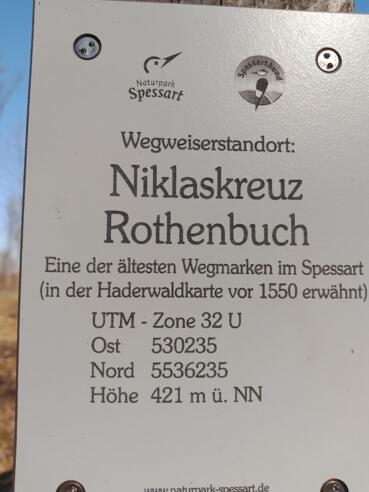 Naturpark
Spessart
Spessartbund
Wegweiserstandort:
Niklaskreuz
Rothenbuch
Eine der ältesten Wegmarken im Spessart
(in der Haderwaldkarte vor 1550 erwähnt)
UTM - Zone 32 U
Ost 530235
Nord 5536235
Höhe 421 m ü. NN
www.naturpark-spessart.de